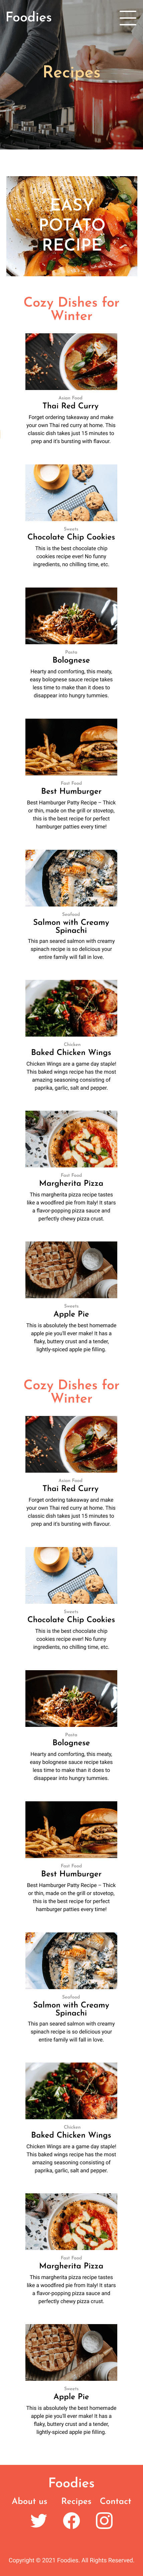 Foodies
Recipes
EASY
POTATO
RECIPE
Cozy Dishes for
Winter
Asian Food
Thai Red Curry
Forget ordering takeaway and make
your own Thai red curry at home. This
classic dish takes just 15 minutes to
prep and it's bursting with flavour.
Sweets
Chocolate Chip Cookies
This is the best chocolate chip
cookies recipe ever! No funny
ingredients, no chilling time, etc.
Pasta
Bolognese
Hearty and comforting, this meaty,
easy bolognese sauce recipe takes
less time to make than it does to
disappear into hungry tummies.
Fast Food
Best Humburger
Best Hamburger Patty Recipe – Thick
or thin, made on the grill or stovetop,
this is the best recipe for perfect
hamburger patties every time!
Seafood
Salmon with Creamy
Spinachi
This pan seared salmon with creamy
spinach recipe is so delicious your
entire family will fall in love.
Chicken
Baked Chicken Wings
Chicken Wings are a game day staple!
This baked wings recipe has the most
amazing seasoning consisting of
paprika, garlic, salt and pepper.
Fast Food
Margherita Pizza
This margherita pizza recipe tastes
like a woodfired pie from Italy! It stars
a flavor-popping pizza sauce and
perfectly chewy pizza crust.
Sweets
Apple Pie
This is absolutely the best homemade
apple pie you'll ever make! It has a
flaky, buttery crust and a tender,
lightly-spiced apple pie filling.
Cozy Dishes for
Winter
Asian Food
Thai Red Curry
Forget ordering takeaway and make
your own Thai red curry at home. This
classic dish takes just 15 minutes to
prep and it's bursting with flavour.
Sweets
Chocolate Chip Cookies
This is the best chocolate chip
cookies recipe ever! No funny
ingredients, no chilling time, etc.
Pasta
Bolognese
Hearty and comforting, this meaty,
easy bolognese sauce recipe takes
less time to make than it does to
disappear into hungry tummies.
Fast Food
Best Humburger
Best Hamburger Patty Recipe – Thick
or thin, made on the grill or stovetop,
this is the best recipe for perfect
hamburger patties every time!
Seafood
Salmon with Creamy
Spinachi
This pan seared salmon with creamy
spinach recipe is so delicious your
entire family will fall in love.
Chicken
Baked Chicken Wings
Chicken Wings are a game day staple!
This baked wings recipe has the most
amazing seasoning consisting of
paprika, garlic, salt and pepper.
Fast Food
Margherita Pizza
This margherita pizza recipe tastes
like a woodfired pie from Italy! It stars
a flavor-popping pizza sauce and
perfectly chewy pizza crust.
Sweets
Apple Pie
This is absolutely the best homemade
apple pie you'll ever make! It has a
flaky, buttery crust and a tender,
lightly-spiced apple pie filling.
Foodies
About us Recipes Contact
Copyright © 2021 Foodies. All Rights Reserved.